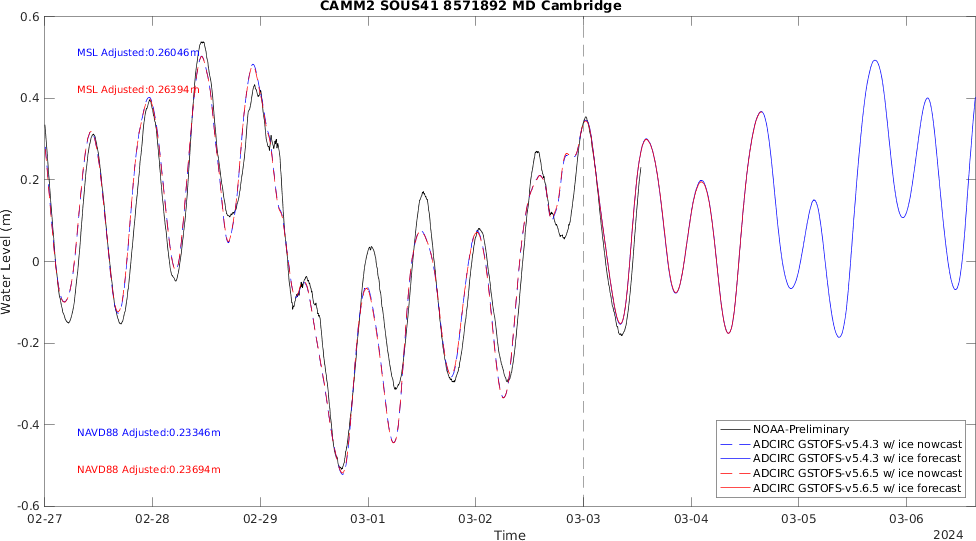 CAMM2 SOUS41 8571892 MD Cambridge
0.6
MSL Adjusted:0.26046m
MSL Adjusted:0.26394m
0.4
0.2
0
-0.2
-0.4
-0.6
Water Level (m)
NAVD88 Adjusted:0.23346m
NAVD88 Adjusted:0.23694m
NOAA-Preliminary
ADCIRC GSTOFS-v5.4.3 w/ ice nowcast
ADCIRC GSTOFS-v5.4.3 w/ ice forecast
ADCIRC GSTOFS-v5.6.5 w/ ice nowcast
ADCIRC GSTOFS-v5.6.5 w/ ice forecast
02-27 02-28 02-29 03-01 03-02 03-03 03-04 03-05 03-06
Time
2024